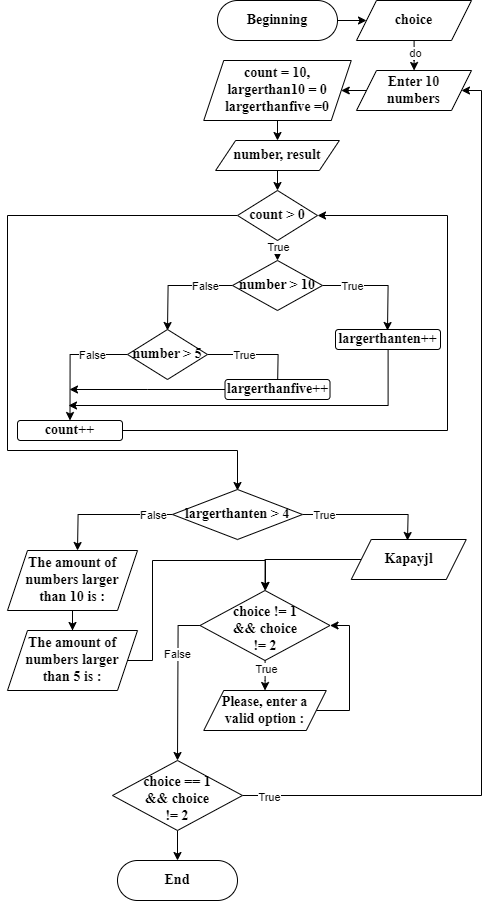 Beginning
choice
do
Enter 10
numbers
count = 10,
largerthan10 = 0
largerthanfive =0
number, result
count > 0
True
number > 10
False
True
largerthanten++
number > 5
False
True
largerthanfive++
count++
largerthanten > 4
False
True
The amount of
numbers larger
than 10 is :
Kapayjl
The amount of
numbers larger
than 5 is :
choice != 1
&& choice
!= 2
False
True
Please, enter a
valid option :
choice == 1
&& choice
!= 2
True
End